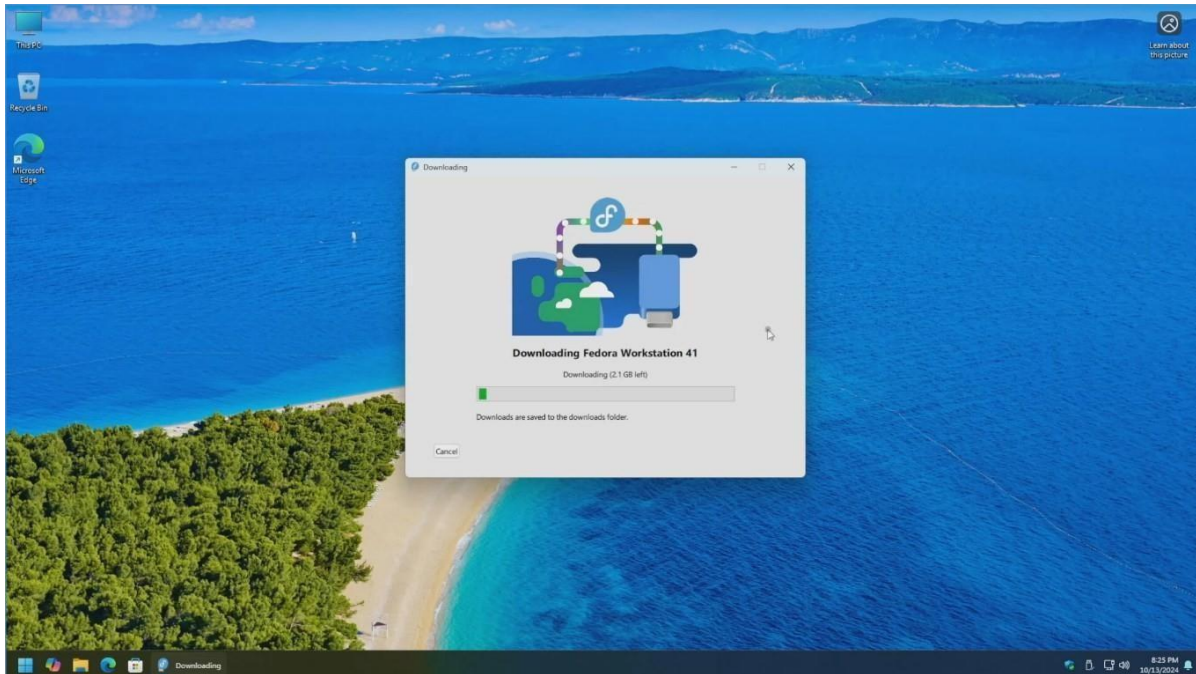 This PC
Recycle Bin
Microsoft
Edge
Learn about
this picture
Downloading
Downloading Fedora Workstation 41
Downloading (2.1 GB left)
Downloads are saved to the downloads folder.
Cancel
Downloading
8:25 PM
10/13/2024